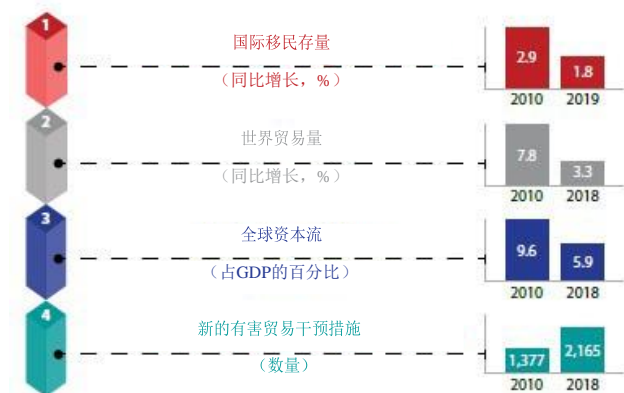 1
国际移民存量
（同比增长，%）
2.9
1.8
2010
2019
2
世界贸易量
（同比增长，%）
7.8
3.3
2010
2018
3
全球资本流
（占GDP的百分比）
9.6
5.9
2010
2018
4
新的有害贸易干预措施
（数量）
1,377
2,165
2010
2018